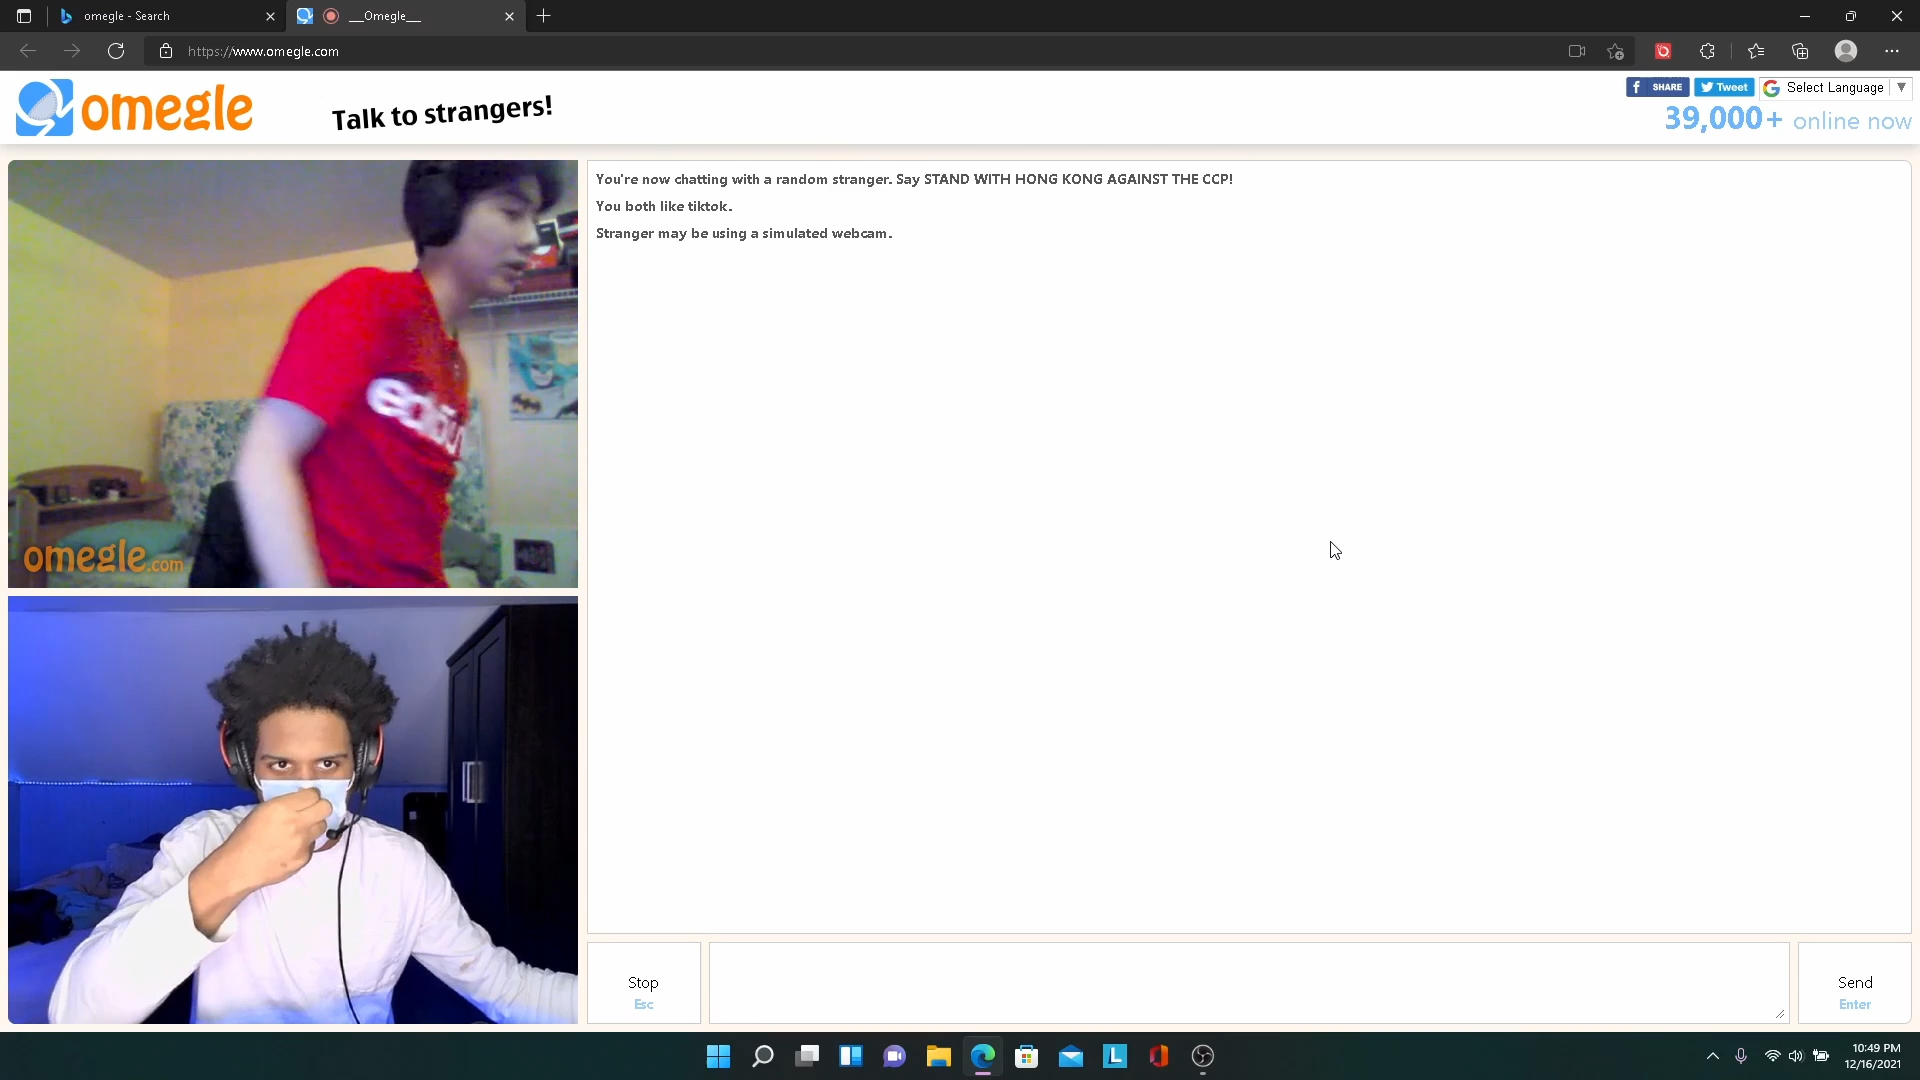 omegle - Search
__Omegle__
https://www.omegle.com
omegle
Talk to strangers!
SHARE
Tweet
Select Language
39,000+ online now
You're now chatting with a random stranger. Say STAND WITH HONG KONG AGAINST THE CCP!
You both like tiktok.
Stranger may be using a simulated webcam.
omegle.com
Stop
Esc
Send
Enter
10:49 PM
12/16/2021